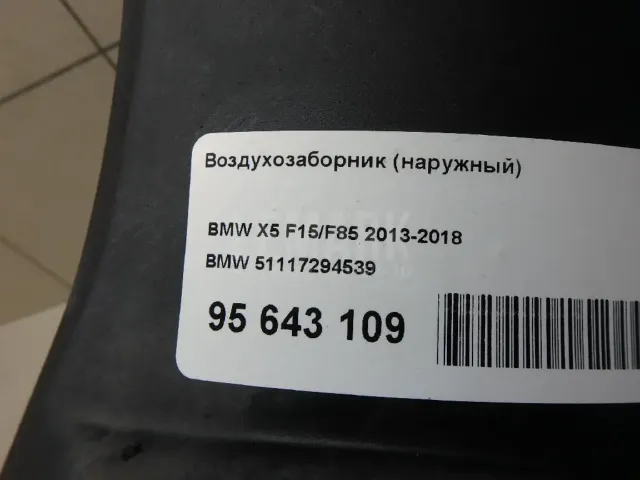 Воздухозаборник (наружный)
BMW X5 F15/F85 2013-2018
BMW 51117294539
95 643 109